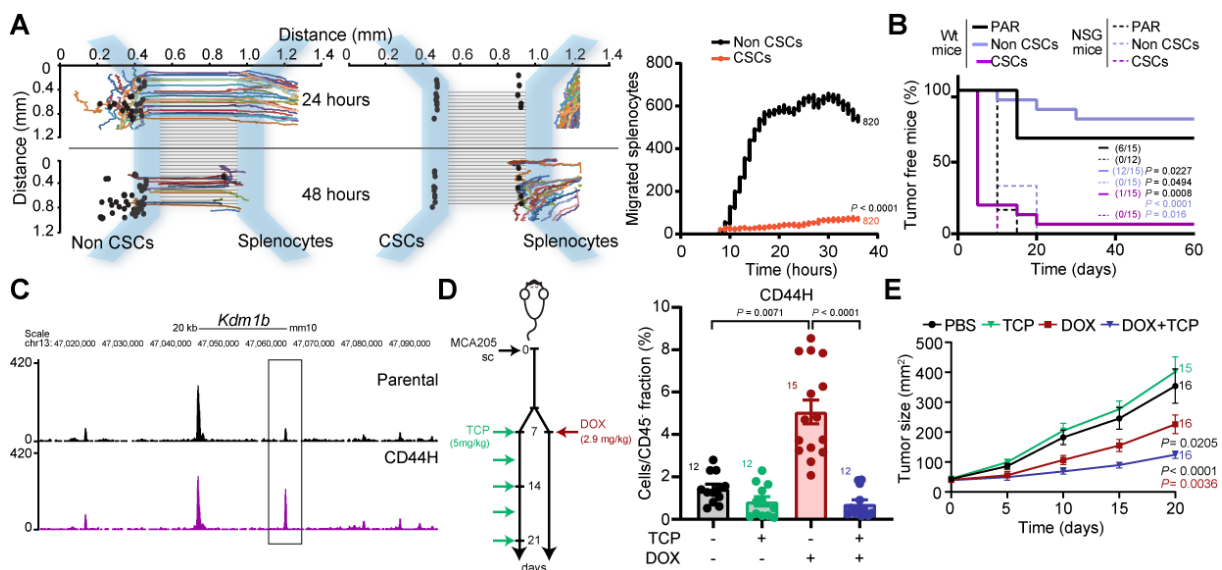 A
Distance (mm)
0 0.2 0.4 0.6 0.8 1.0 1.2 1.4
0 0.2 0.4 0.6 0.8 1.0 1.2 1.4
Distance (mm)
0
0.4
0.8
1.2
24 hours
0
0.4
0.8
1.2
48 hours
Non CSCs
Splenocytes
CSCs
Splenocytes
Non CSCs
CSCs
Migrated splenocytes
800
600
400
200
0
820
P < 0.0001
820
0 10 20 30 40
Time (hours)
B
Wt mice
PAR
Non CSCs
CSCs
NSG mice
PAR
Non CSCs
CSCs
Tumor free mice (%)
100
50
0
(6/15)
(0/12)
(12/15) P = 0.0227
(0/15) P = 0.0494
(1/15) P = 0.0008
P < 0.0001
(0/15) P = 0.016
0 20 40 60
Time (days)
C
Kdm1b
Scale 20 kb mm10
chr13: 47,020,000 47,030,000 47,040,000 47,050,000 47,060,000 47,070,000 47,080,000 47,090,000
420
Parental
0
420
CD44H
0
D
MCA205 sc
0
TCP (5mg/kg)
7
DOX (2.9 mg/kg)
14
21
days
CD44H
P = 0.0071
P < 0.0001
Cells/CD45- fraction (%)
10
8
6
4
2
0
12
12
15
12
TCP - + - +
DOX - - + +
E
PBS TCP DOX DOX+TCP
Tumor size (mm2)
500
400
300
200
100
0
15
16
16
P = 0.0205
16
P < 0.0001
P = 0.0036
0 5 10 15 20
Time (days)